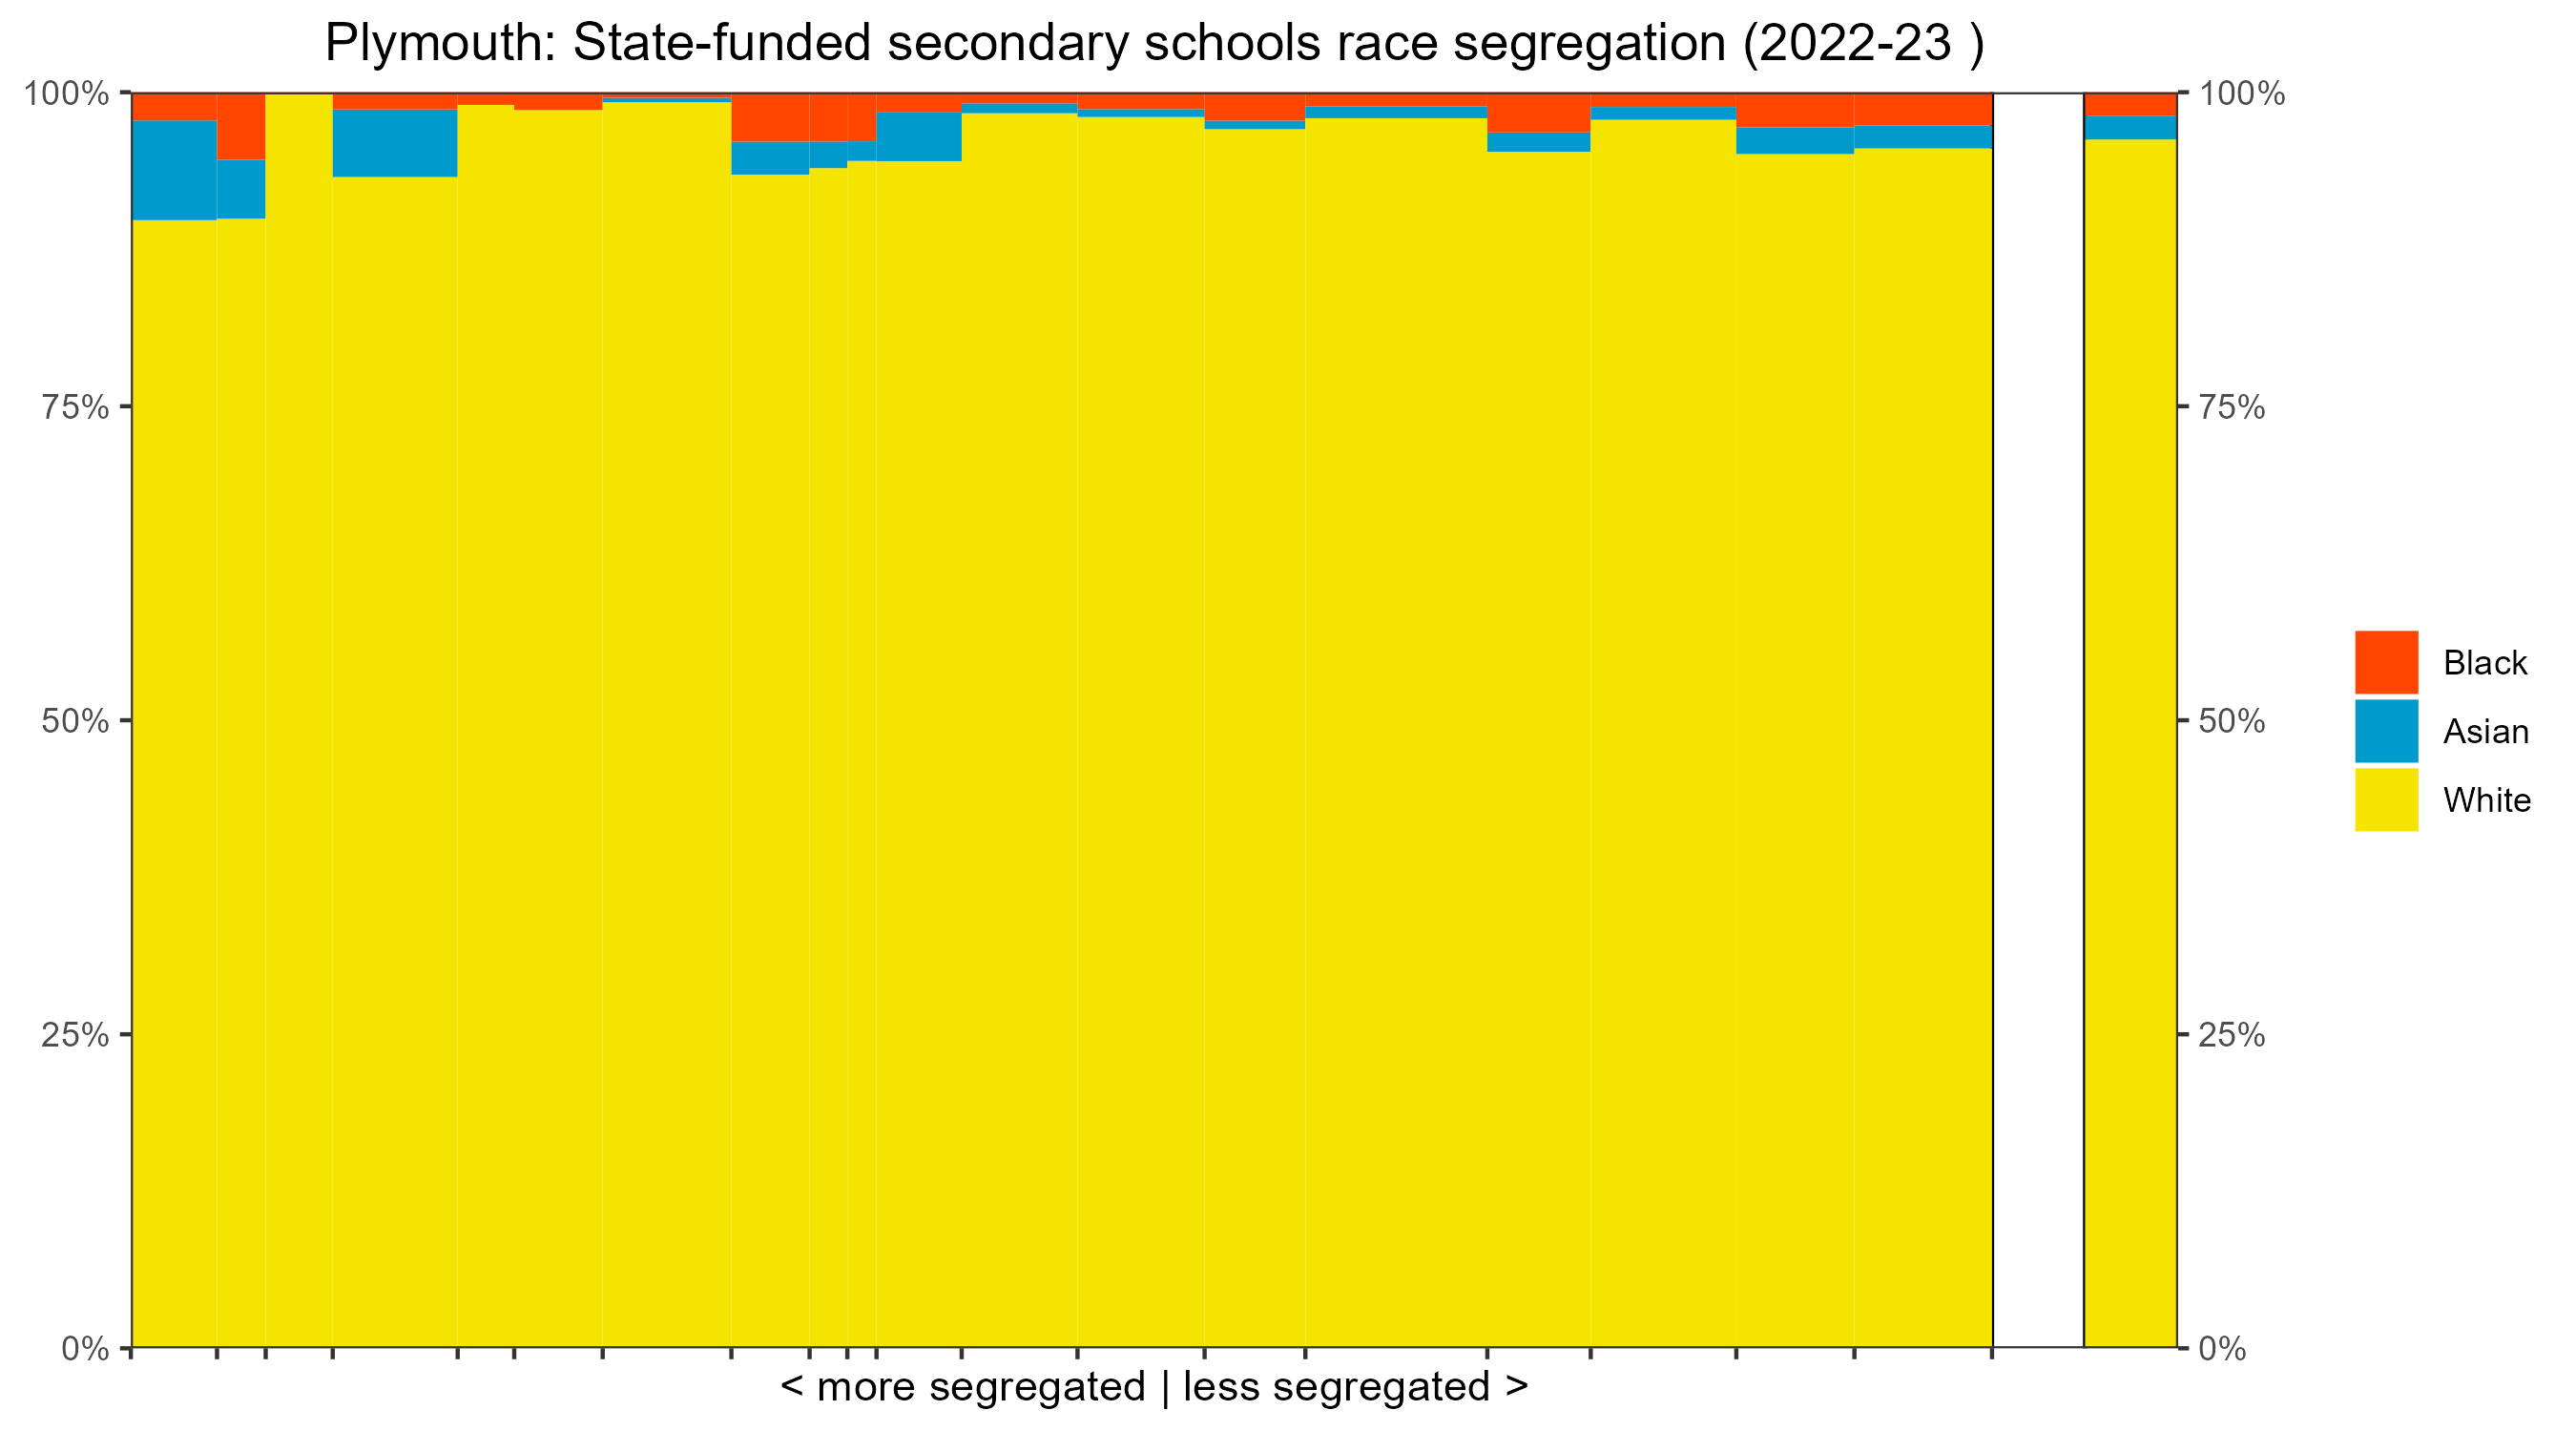 Plymouth: State-funded secondary schools race segregation (2022-23 )
100%
75%
50%
25%
0%
100%
75%
50%
25%
0%
< more segregated | less segregated >
Black
Asian
White